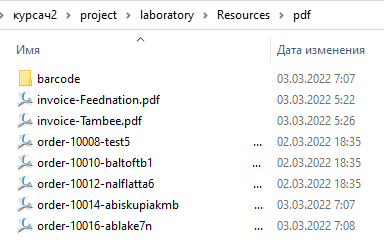 курсач2 > project > laboratory > Resources > pdf
Имя Дата изменения
barcode 03.03.2022 7:07
invoice-Feednation.pdf 03.03.2022 5:22
invoice-Tambee.pdf 03.03.2022 5:26
order-10008-test5 ... 02.03.2022 18:35
order-10010-baltoftb1 ... 02.03.2022 18:35
order-10012-nalflatta6 ... 02.03.2022 18:35
order-10014-abiskupiakmb ... 03.03.2022 7:07
order-10016-ablake7n ... 03.03.2022 7:08